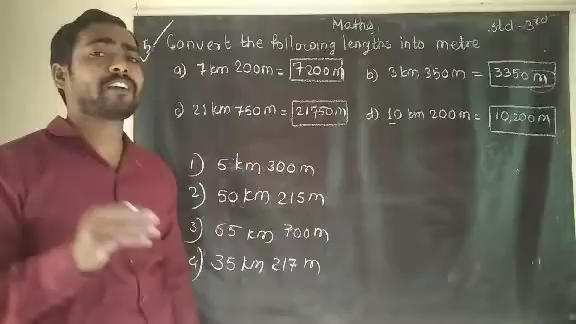 Maths
Std - 3rd
5) Convert the following lengths into metre
a) 7 km 200 m = 7200 m b) 3 km 350 m = 3350 m
c) 21 km 750 m = 21750 m d) 10 km 200 m = 10,200 m
1) 5 km 300 m
2) 50 km 215 m
3) 65 km 700 m
4) 35 km 217 m